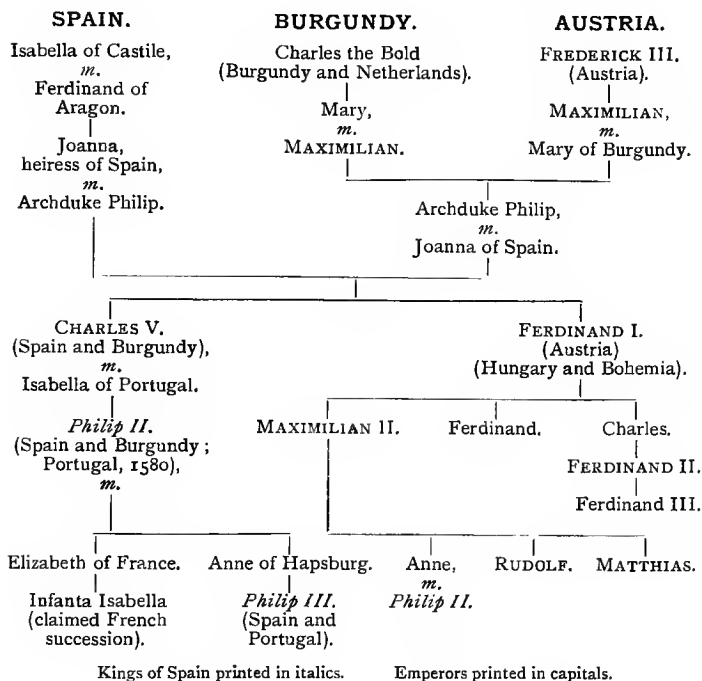 SPAIN.
Isabella of Castile,
m.
Ferdinand of
Aragon.
Joanna,
heiress of Spain,
m.
Archduke Philip.
BURGUNDY.
Charles the Bold
(Burgundy and Netherlands).
Mary,
m.
MAXIMILIAN.
AUSTRIA.
FREDERICK III.
(Austria).
MAXIMILIAN,
m.
Mary of Burgundy.
Archduke Philip,
m.
Joanna of Spain.
CHARLES V.
(Spain and Burgundy),
m.
Isabella of Portugal.
Philip II.
(Spain and Burgundy ;
Portugal, 1580),
m.
FERDINAND I.
(Austria)
(Hungary and Bohemia).
MAXIMILIAN II.
Ferdinand.
Charles.
FERDINAND II.
Ferdinand III.
Elizabeth of France.
Infanta Isabella
(claimed French
succession).
Anne of Hapsburg.
Philip III.
(Spain and
Portugal).
Anne,
m.
Philip II.
RUDOLF.
MATTHIAS.
Kings of Spain printed in italics.
Emperors printed in capitals.